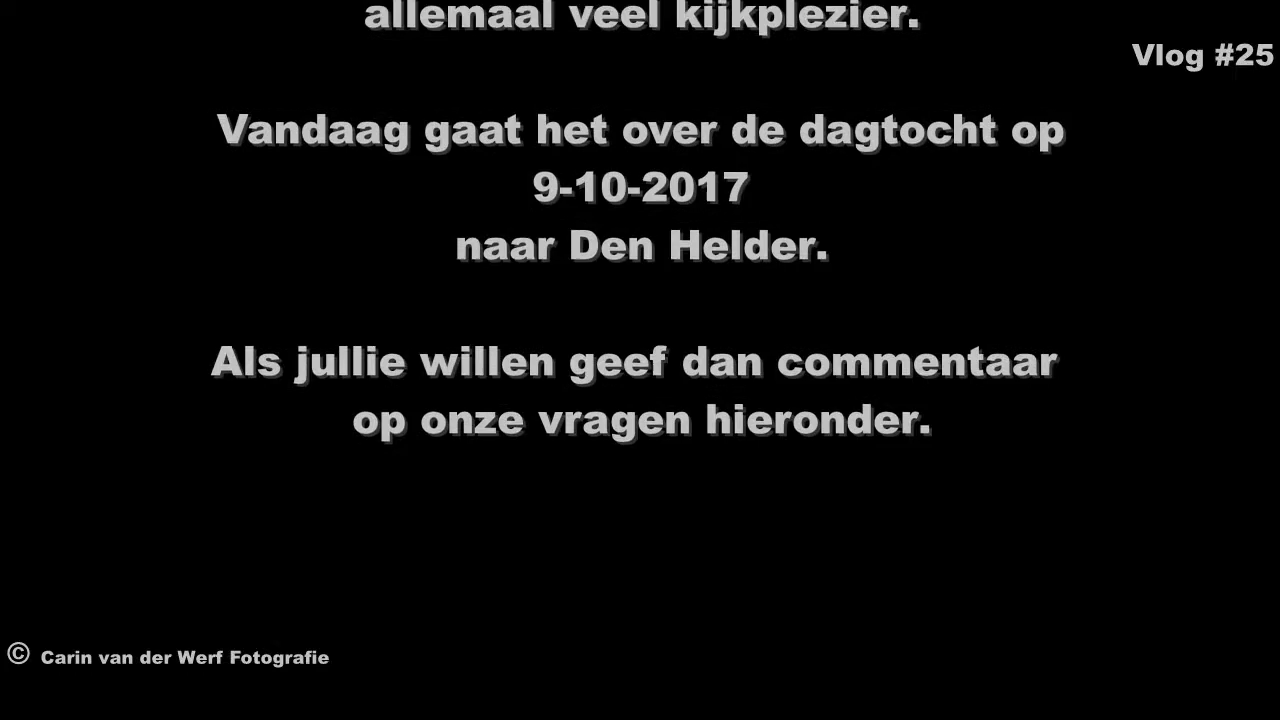 allemaal veel kijkplezier.
Vlog #25
Vandaag gaat het over de dagtocht op
9-10-2017
naar Den Helder.
Als jullie willen geef dan commentaar
op onze vragen hieronder.
© Carin van der Werf Fotografie